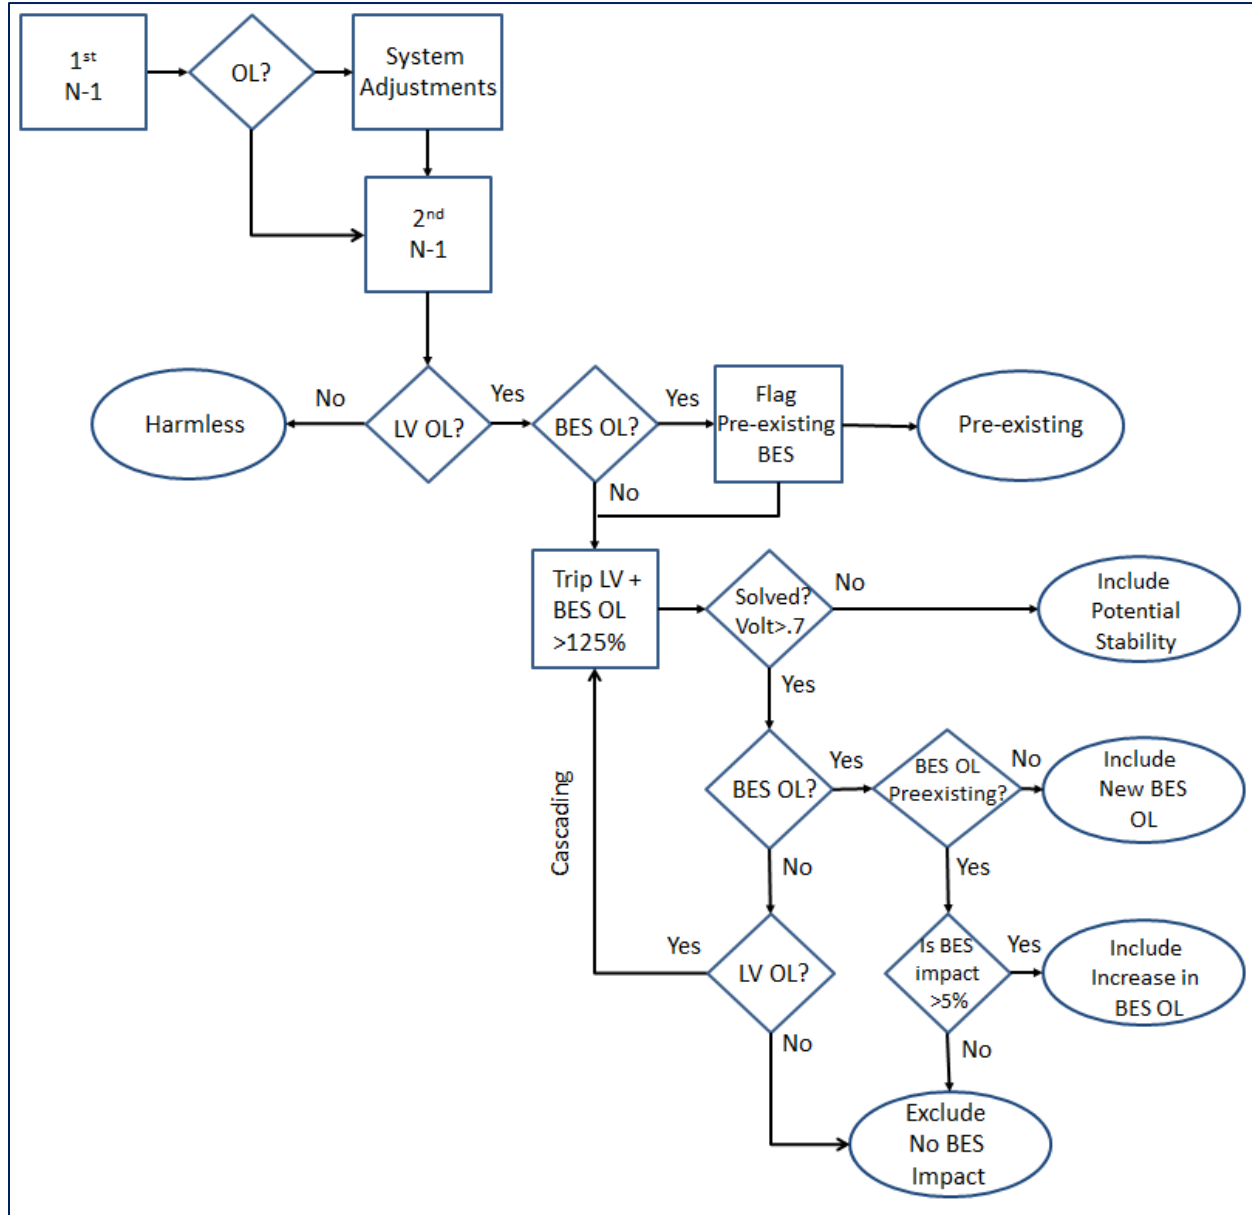 1st
N-1
OL?
System
Adjustments
2nd
N-1
Harmless
No
LV OL?
Yes
BES OL?
Yes
Flag
Pre-existing
BES
Pre-existing
No
Trip LV +
BES OL
>125%
Solved?
Volt>.7
No
Include
Potential
Stability
Yes
BES OL?
Yes
BES OL
Preexisting?
No
Include
New BES
OL
Cascading
No
Yes
Yes
LV OL?
Is BES
impact
>5%
Yes
Include
Increase in
BES OL
No
No
Exclude
No BES
Impact